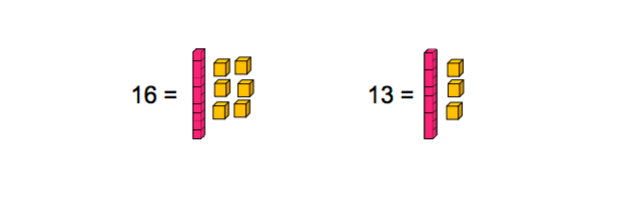 16 = 13 =